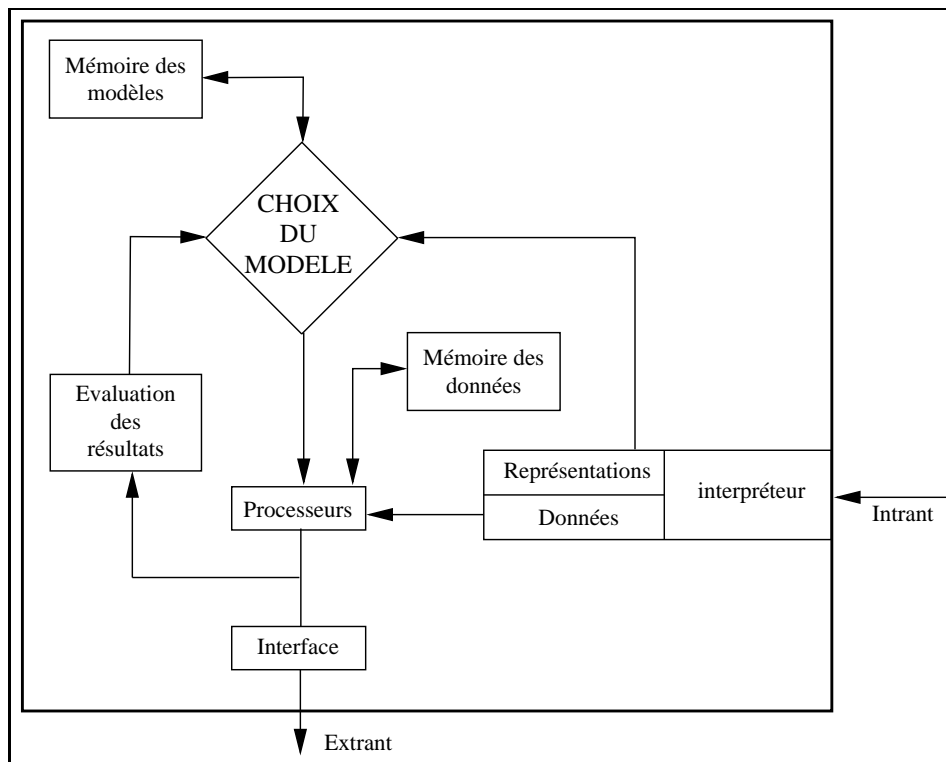 Mémoire des
modèles
CHOIX
DU
MODELE
Mémoire des
données
Evaluation
des
résultats
Représentations
interpréteur
Processeurs
Données
Intrant
Interface
Extrant